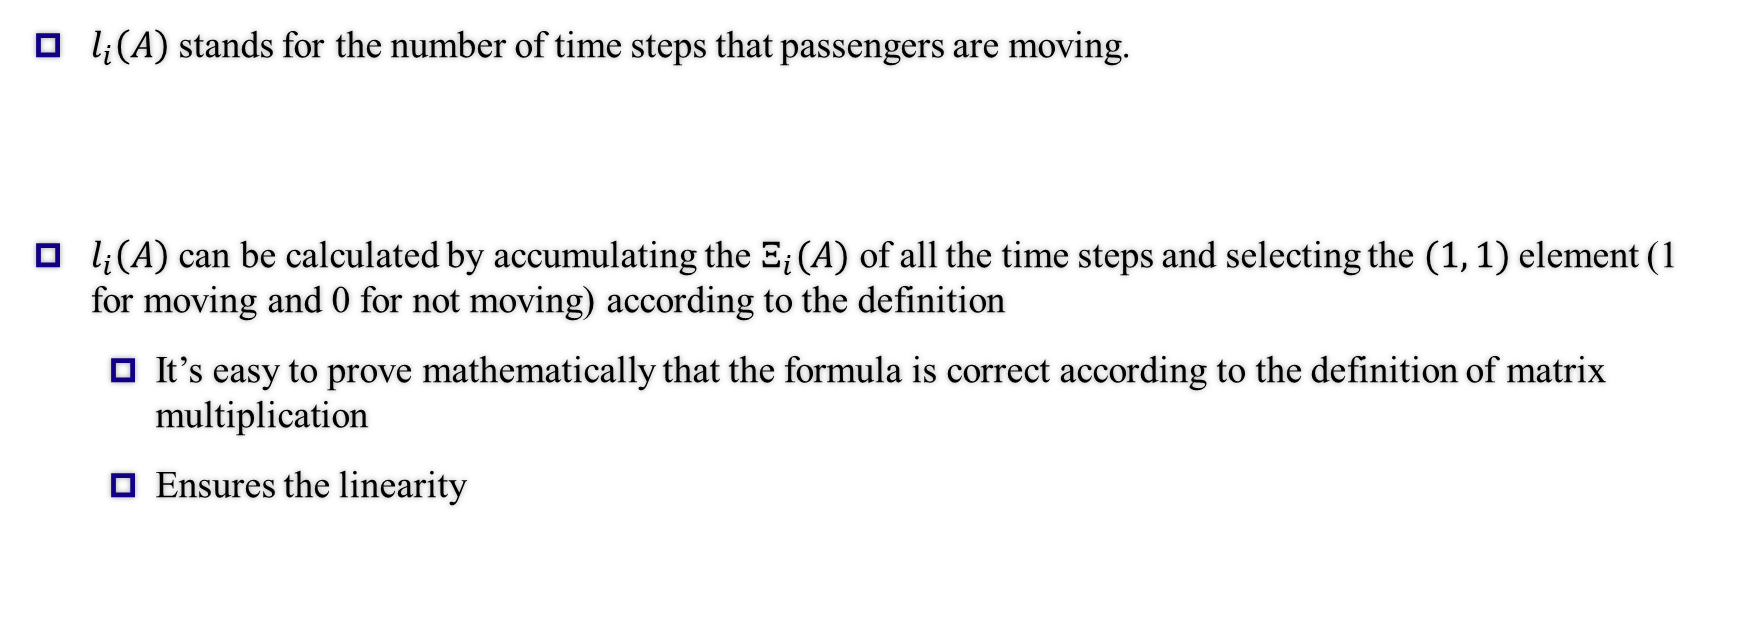 l_i(A) stands for the number of time steps that passengers are moving.
l_i(A) can be calculated by accumulating the Ξ_i(A) of all the time steps and selecting the (1, 1) element (1
for moving and 0 for not moving) according to the definition
It’s easy to prove mathematically that the formula is correct according to the definition of matrix
multiplication
Ensures the linearity